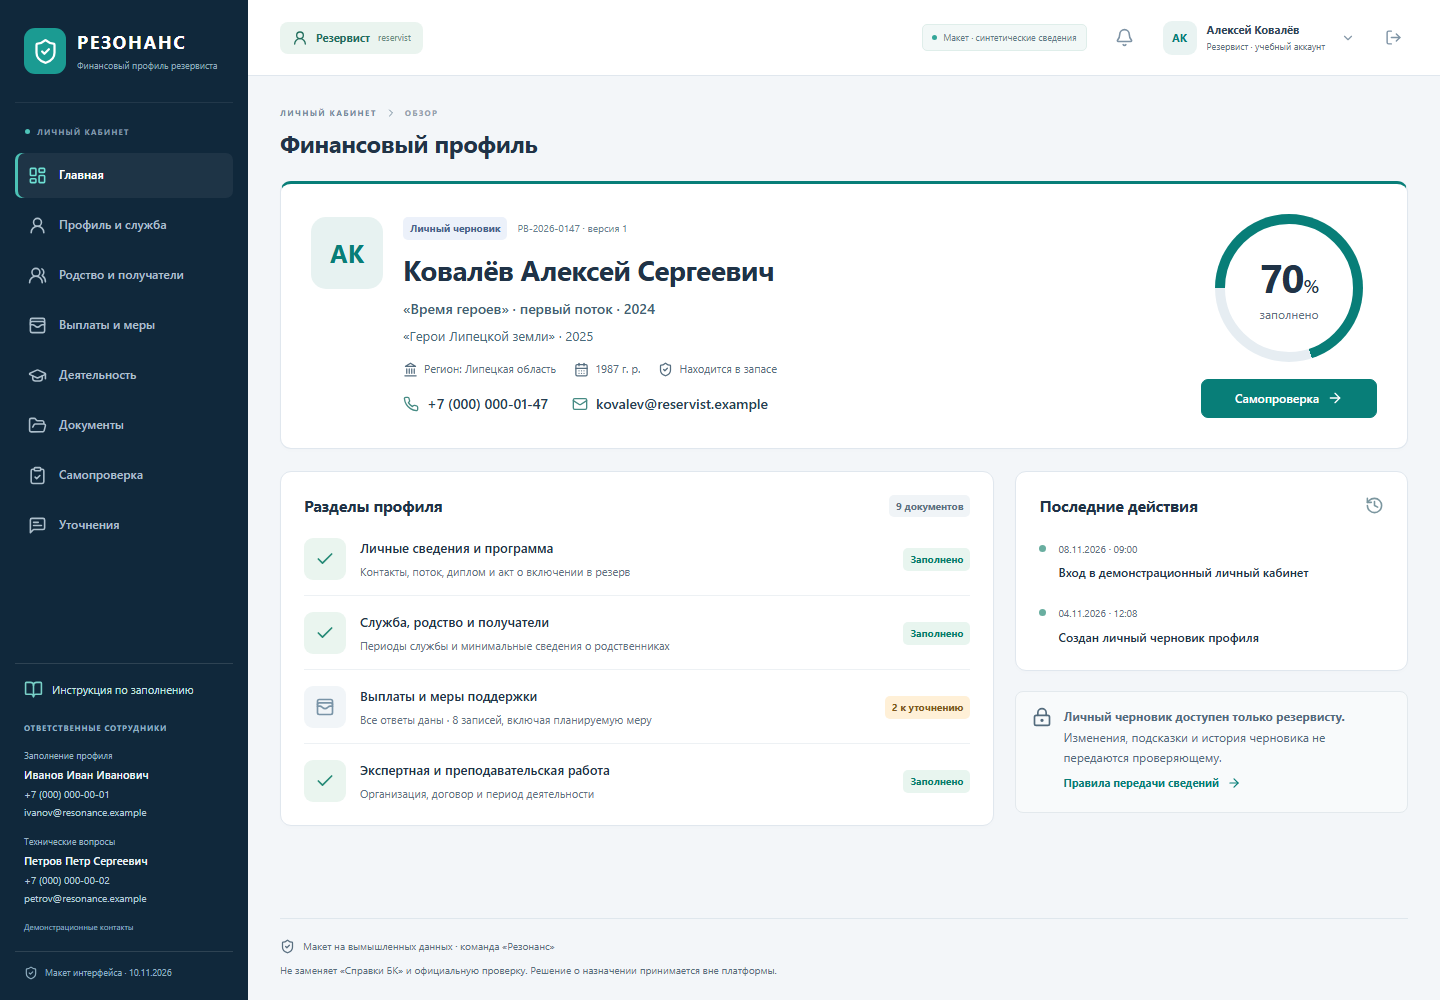 РЕЗОНАНС
Финансовый профиль резервиста
ЛИЧНЫЙ КАБИНЕТ
Главная
Профиль и служба
Родство и получатели
Выплаты и меры
Деятельность
Документы
Самопроверка
Уточнения
Инструкция по заполнению
ОТВЕТСТВЕННЫЕ СОТРУДНИКИ
Заполнение профиля
Иванов Иван Иванович
+7 (000) 000-00-01
ivanov@resonance.example
Технические вопросы
Петров Петр Сергеевич
+7 (000) 000-00-02
petrov@resonance.example
Демонстрационные контакты
Макет интерфейса · 10.11.2026
Резервист reservist
Макет · синтетические сведения
АК
Алексей Ковалёв
Резервист · учебный аккаунт
ЛИЧНЫЙ КАБИНЕТ > ОБЗОР
Финансовый профиль
АК
Личный черновик РВ-2026-0147 · версия 1
Ковалёв Алексей Сергеевич
«Время героев» · первый поток · 2024
«Герои Липецкой земли» · 2025
Регион: Липецкая область 1987 г. р. Находится в запасе
+7 (000) 000-01-47 kovalev@reservist.example
70%
заполнено
Самопроверка →
Разделы профиля
9 документов
Личные сведения и программа
Контакты, поток, диплом и акт о включении в резерв
Заполнено
Служба, родство и получатели
Периоды службы и минимальные сведения о родственниках
Заполнено
Выплаты и меры поддержки
Все ответы даны · 8 записей, включая планируемую меру
2 к уточнению
Экспертная и преподавательская работа
Организация, договор и период деятельности
Заполнено
Последние действия
08.11.2026 · 09:00
Вход в демонстрационный личный кабинет
04.11.2026 · 12:08
Создан личный черновик профиля
Личный черновик доступен только резервисту.
Изменения, подсказки и история черновика не
передаются проверяющему.
Правила передачи сведений →
Макет на вымышленных данных · команда «Резонанс»
Не заменяет «Справки БК» и официальную проверку. Решение о назначении принимается вне платформы.